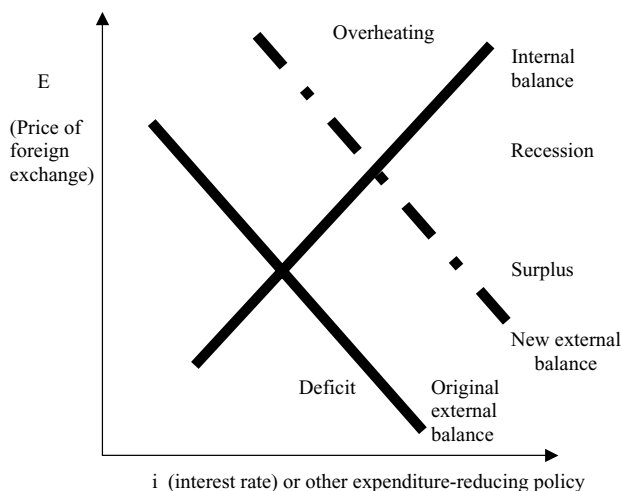 E
(Price of
foreign
exchange)
Overheating
Internal
balance
Recession
Surplus
New external
balance
Deficit
Original
external
balance
i (interest rate) or other expenditure-reducing policy